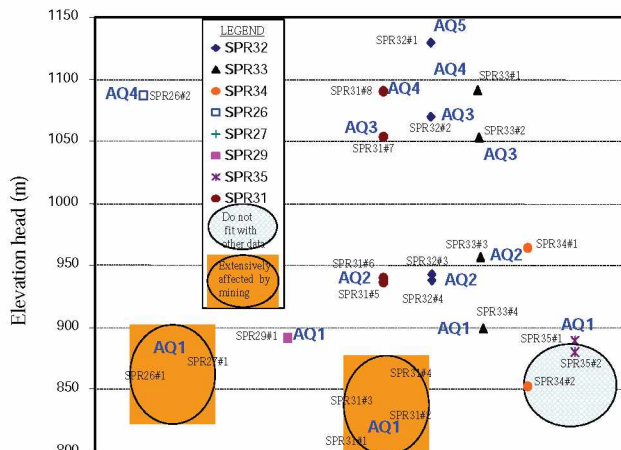 1150
1100
1050
1000
950
900
850
800
Elevation head (m)
LEGEND
SPR32
SPR33
SPR34
SPR26
SPR27
SPR29
SPR35
SPR31
Do not
fit with
other data
Extensively
affected by
mining
AQ5
SPR32#1
AQ4
SPR33#1
AQ4
SPR26#2
SPR31#8
AQ4
AQ3
SPR31#7
AQ3
SPR32#2
SPR33#2
AQ3
SPR33#3
AQ2
SPR34#1
SPR31#6
AQ2
SPR31#5
SPR32#3
AQ2
SPR32#4
SPR33#4
AQ1
AQ1
SPR35#1
SPR35#2
SPR34#2
SPR29#1
AQ1
AQ1
SPR27#1
SPR26#1
SPR31#4
SPR31#3
SPR31#2
AQ1
SPR31#1